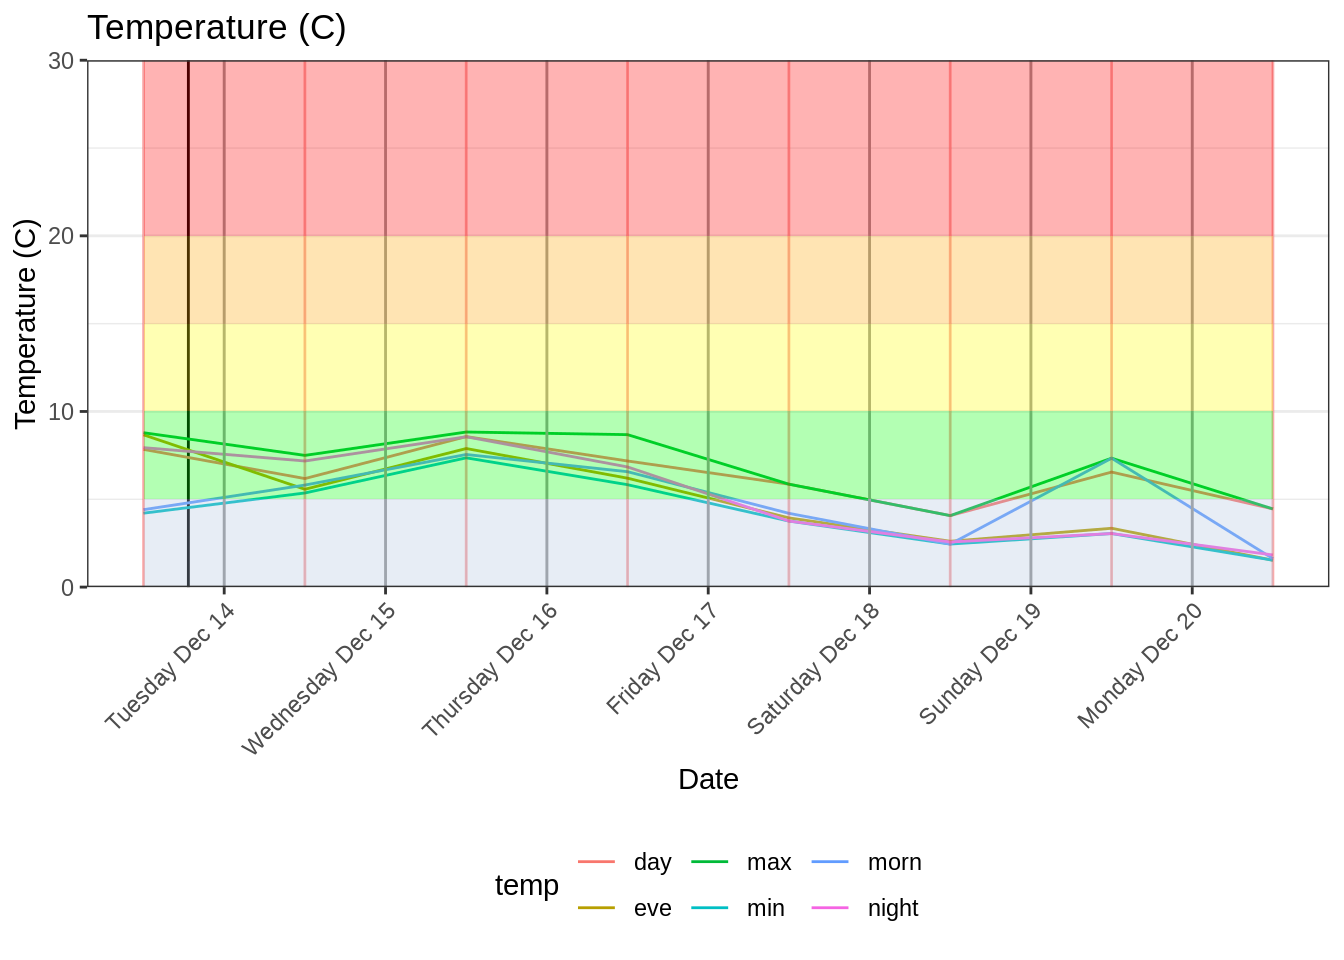 Temperature (C)
Temperature (C)
30
20
10
0
Tuesday Dec 14
Wednesday Dec 15
Thursday Dec 16
Friday Dec 17
Saturday Dec 18
Sunday Dec 19
Monday Dec 20
Date
temp
day
max
morn
eve
min
night